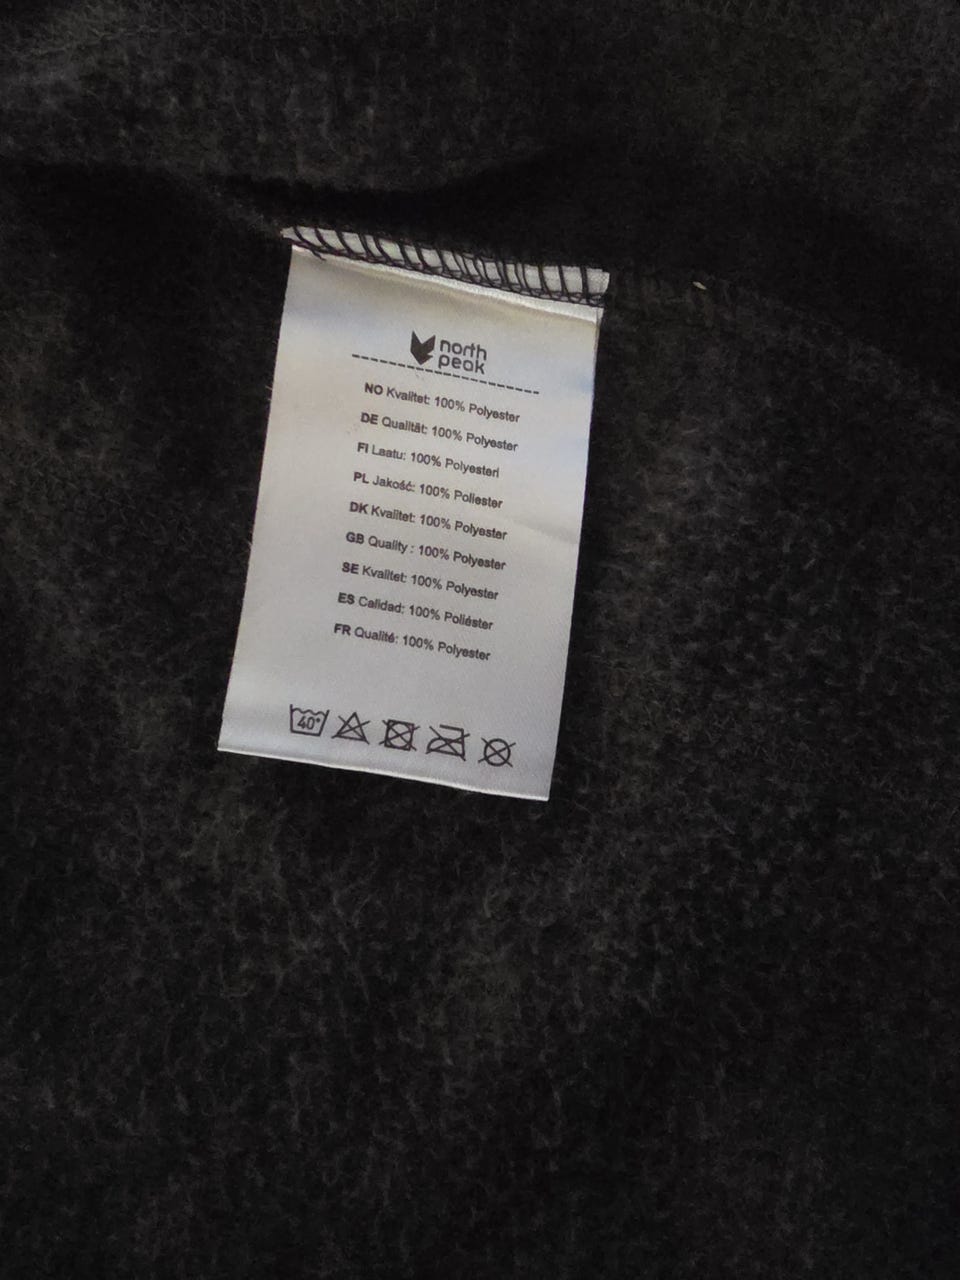 north
peak
NO Kvalitet: 100% Polyester
DE Qualität: 100% Polyester
FI Laatu: 100% Polyesteri
PL Jakość: 100% Poliester
DK Kvalitet: 100% Polyester
GB Quality : 100% Polyester
SE Kvalitet: 100% Polyester
ES Calidad: 100% Poliéster
FR Qualité: 100% Polyester
40°